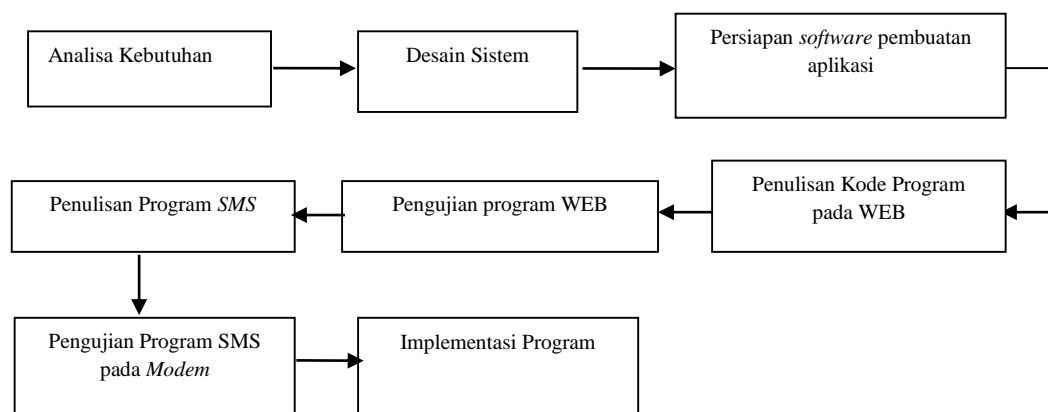 Analisa Kebutuhan
Desain Sistem
Persiapan software pembuatan
aplikasi
Penulisan Kode Program
pada WEB
Pengujian program WEB
Penulisan Program SMS
Pengujian Program SMS
pada Modem
Implementasi Program